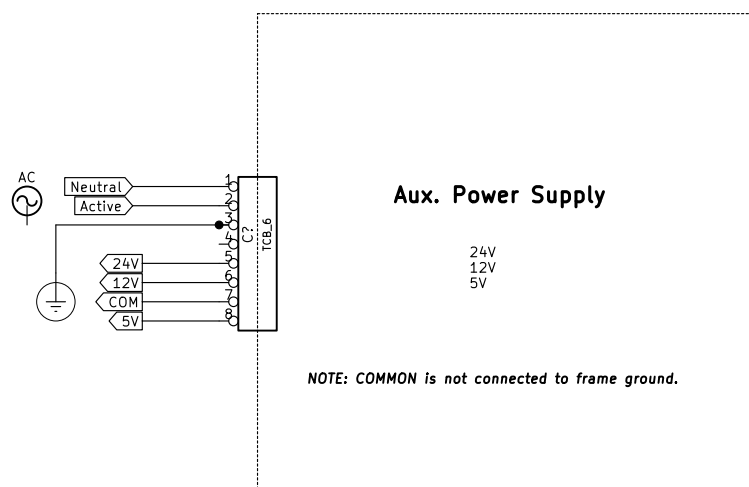 AC
Neutral
Active
1
2
3
4
5
6
7
8
C?
TCB_6
24V
12V
COM
5V
Aux. Power Supply
24V
12V
5V
NOTE: COMMON is not connected to frame ground.